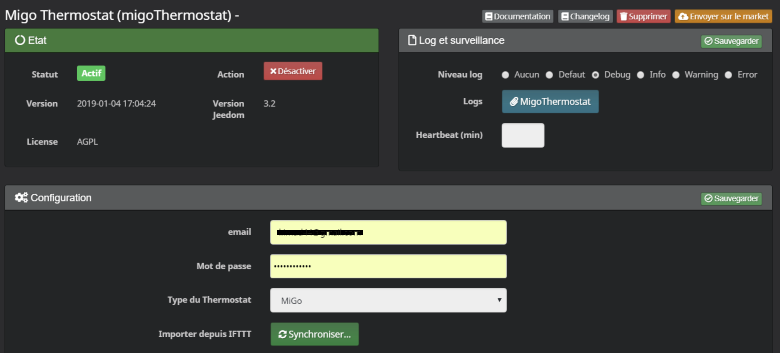 Migo Thermostat (migoThermostat) -
Documentation Changelog Supprimer Envoyer sur le market
Etat
Statut Actif Action Désactiver
Version 2019-01-04 17:04:24 Version Jeedom 3.2
License AGPL
Log et surveillance Sauvegarder
Niveau log Aucun Defaut Debug Info Warning Error
Logs MigoThermostat
Heartbeat (min)
Configuration Sauvegarder
email
Mot de passe ••••••••••••
Type du Thermostat MiGo
Importer depuis IFTTT Synchroniser...